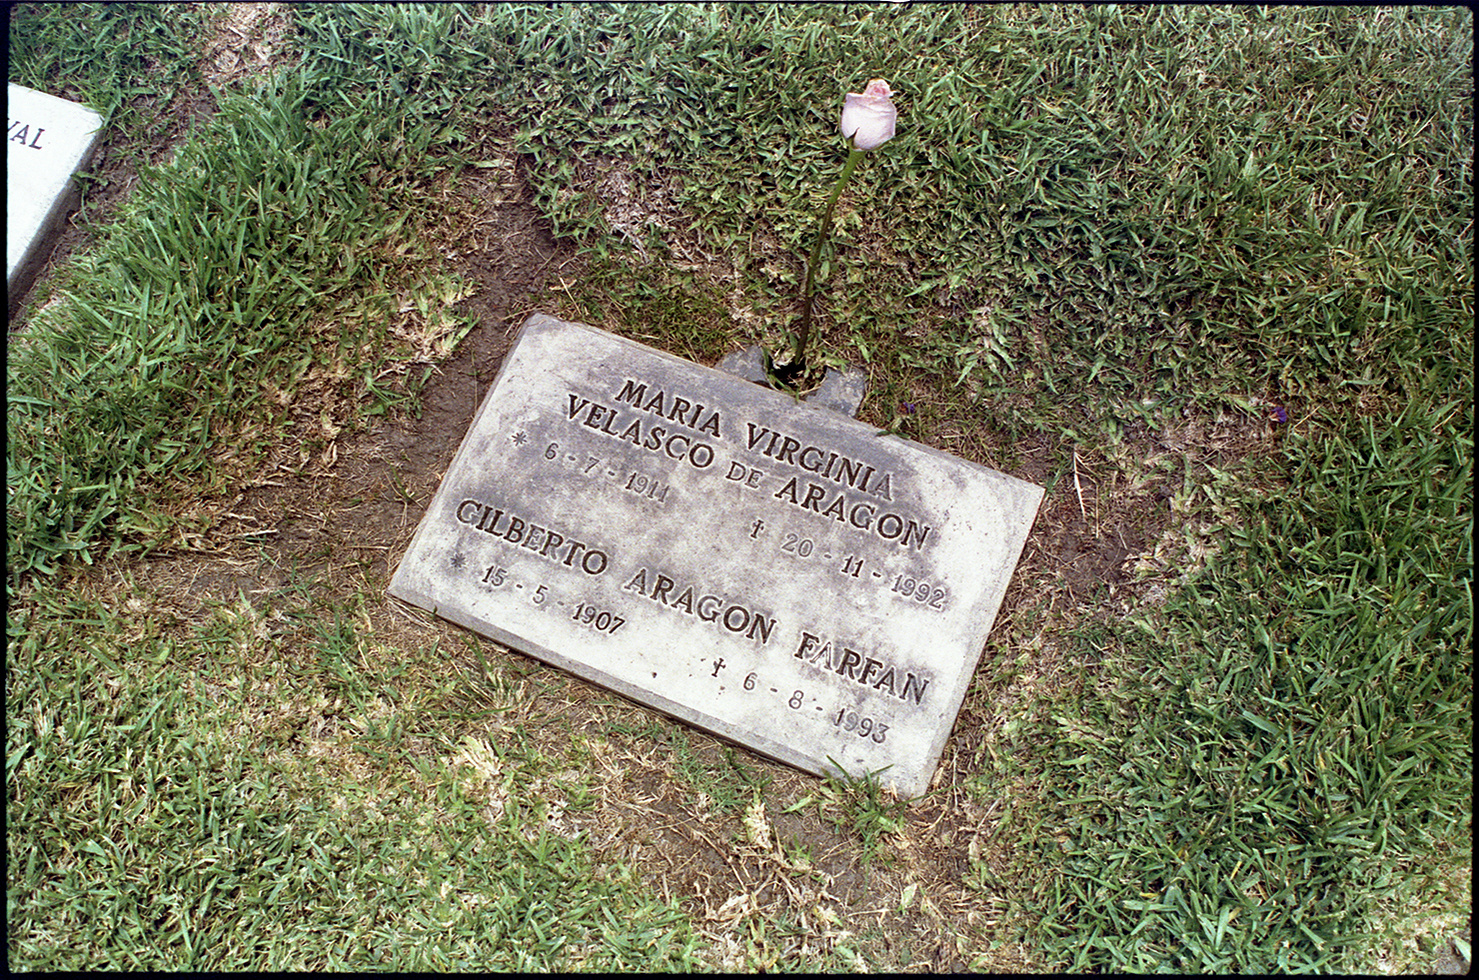 VAL
MARIA VIRGINIA
VELASCO DE ARAGON
* 6 - 7 - 1911 † 20 - 11 - 1992
GILBERTO ARAGON FARFAN
* 15 - 5 - 1907 † 6 - 8 - 1993